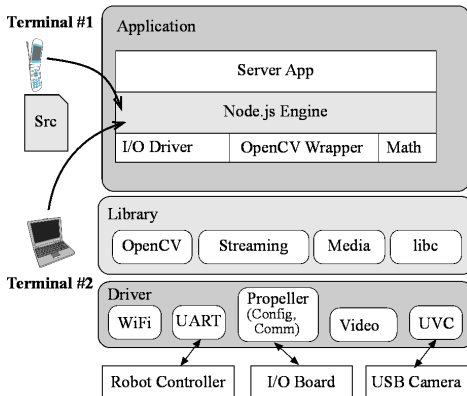 Terminal #1
Application
Server App
Node.js Engine
Src
I/O Driver
OpenCV Wrapper
Math
Library
OpenCV
Streaming
Media
libc
Terminal #2
Driver
WiFi
UART
Propeller
(Config,
Comm)
Video
UVC
Robot Controller
I/O Board
USB Camera